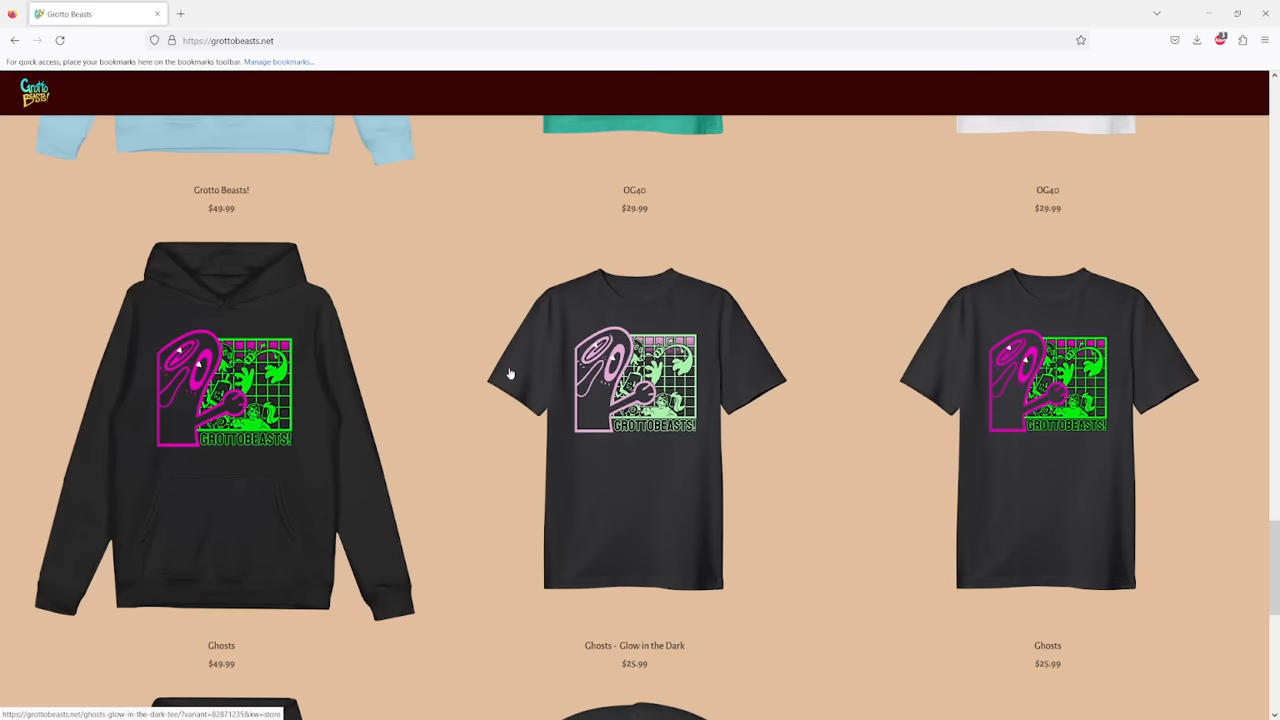 Grotto Beasts
https://grottobeasts.net
For quick access, place your bookmarks here on the bookmarks toolbar. Manage bookmarks...
Grotto
BEASTS!
Grotto Beasts!
$49.99
OG40
$29.99
OG40
$29.99
GROTTOBEASTS!
GROTTOBEASTS!
GROTTOBEASTS!
Ghosts
$49.99
Ghosts - Glow in the Dark
$25.99
Ghosts
$25.99
https://grottobeasts.net/ghosts-glow-in-the-dark-tee/?variant=82871235&kw=store